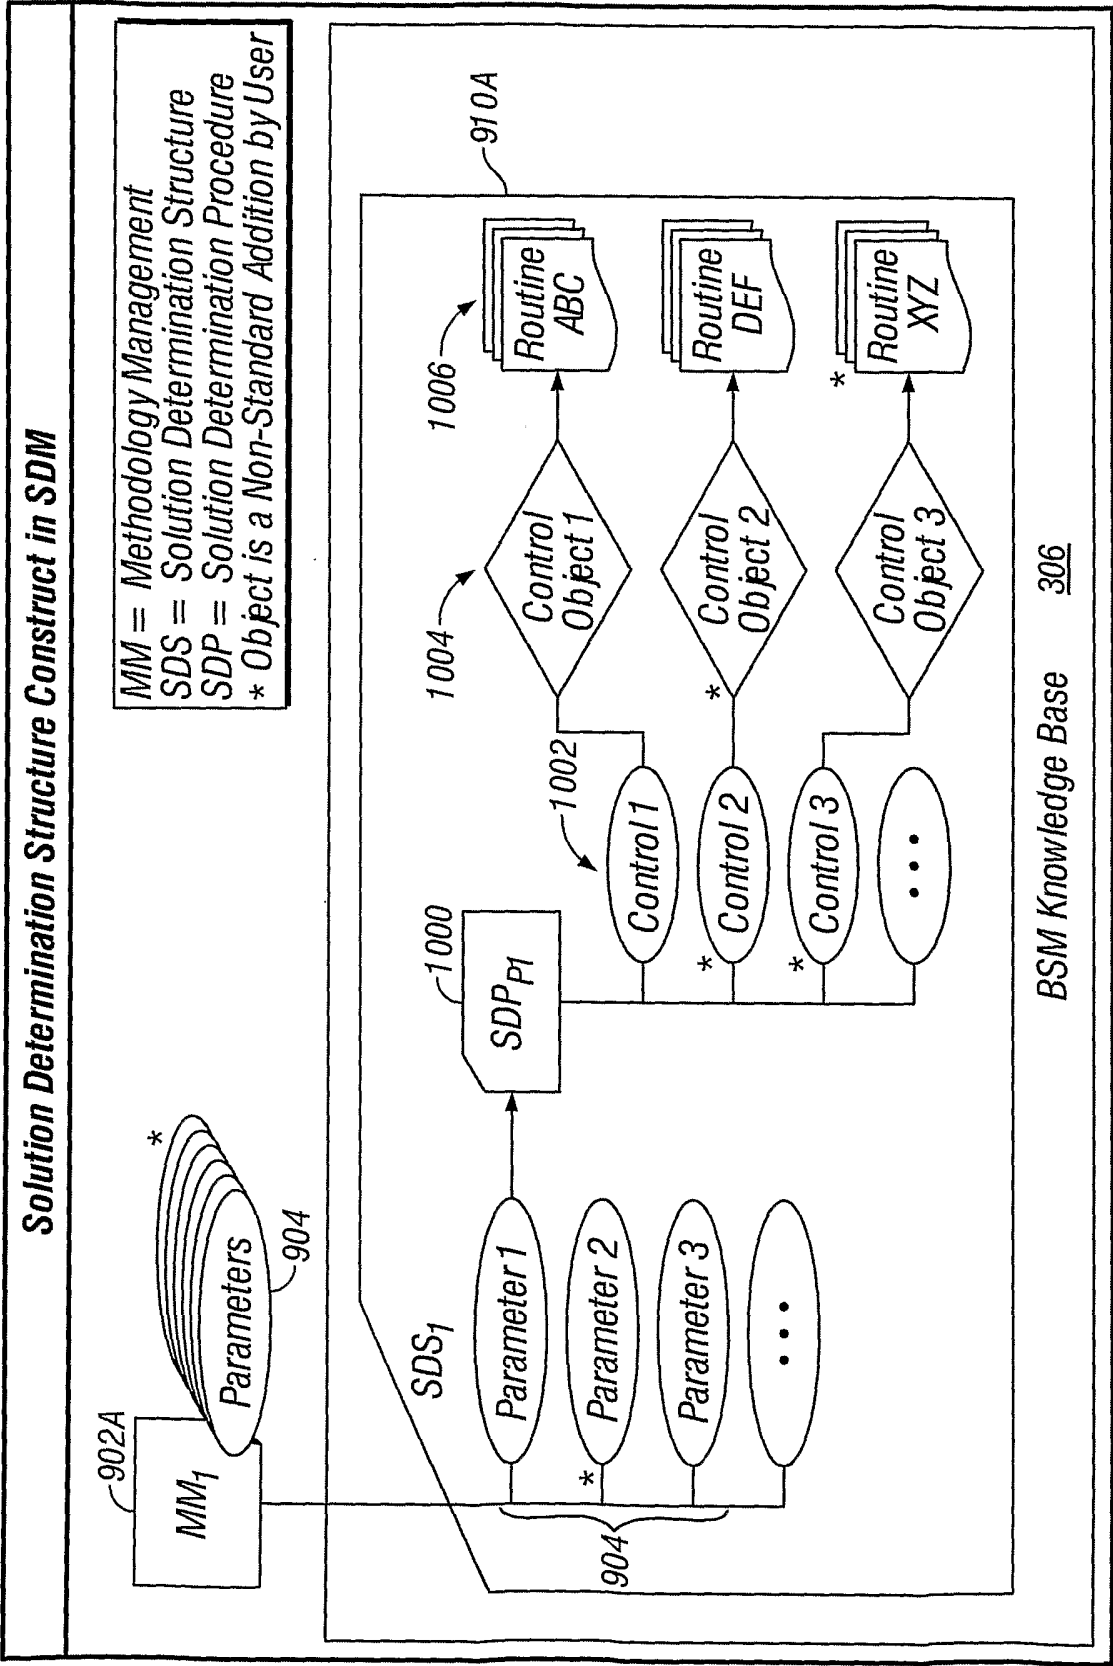 Solution Determination Structure Construct in SDM
MM = Methodology Management
SDS = Solution Determination Structure
SDP = Solution Determination Procedure
* Object is a Non-Standard Addition by User
902A
MM1
*
Parameters
904
910A
SDS1
Parameter 1
*
Parameter 2
Parameter 3
...
904
1000
SDPP1
1002
Control 1
*
Control 2
*
Control 3
...
1004
Control
Object 1
*
Control
Object 2
Control
Object 3
1006
Routine
ABC
Routine
DEF
*
Routine
XYZ
BSM Knowledge Base
306